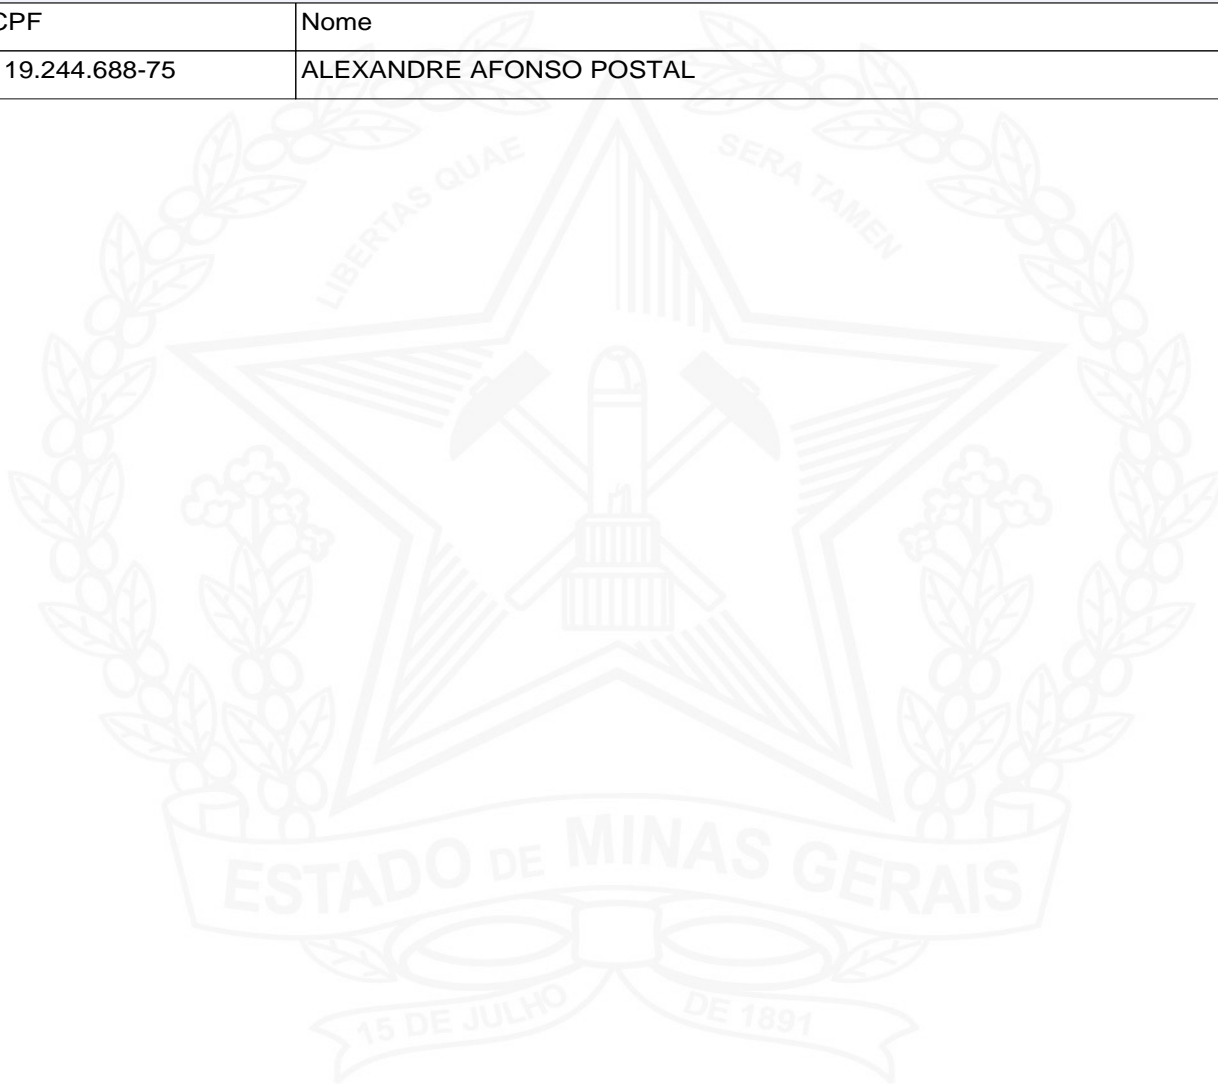 CPF Nome
19.244.688-75 ALEXANDRE AFONSO POSTAL
LIBERTAS QUAE SERA TAMEN
ESTADO DE MINAS GERAIS
15 DE JULHO DE 1891